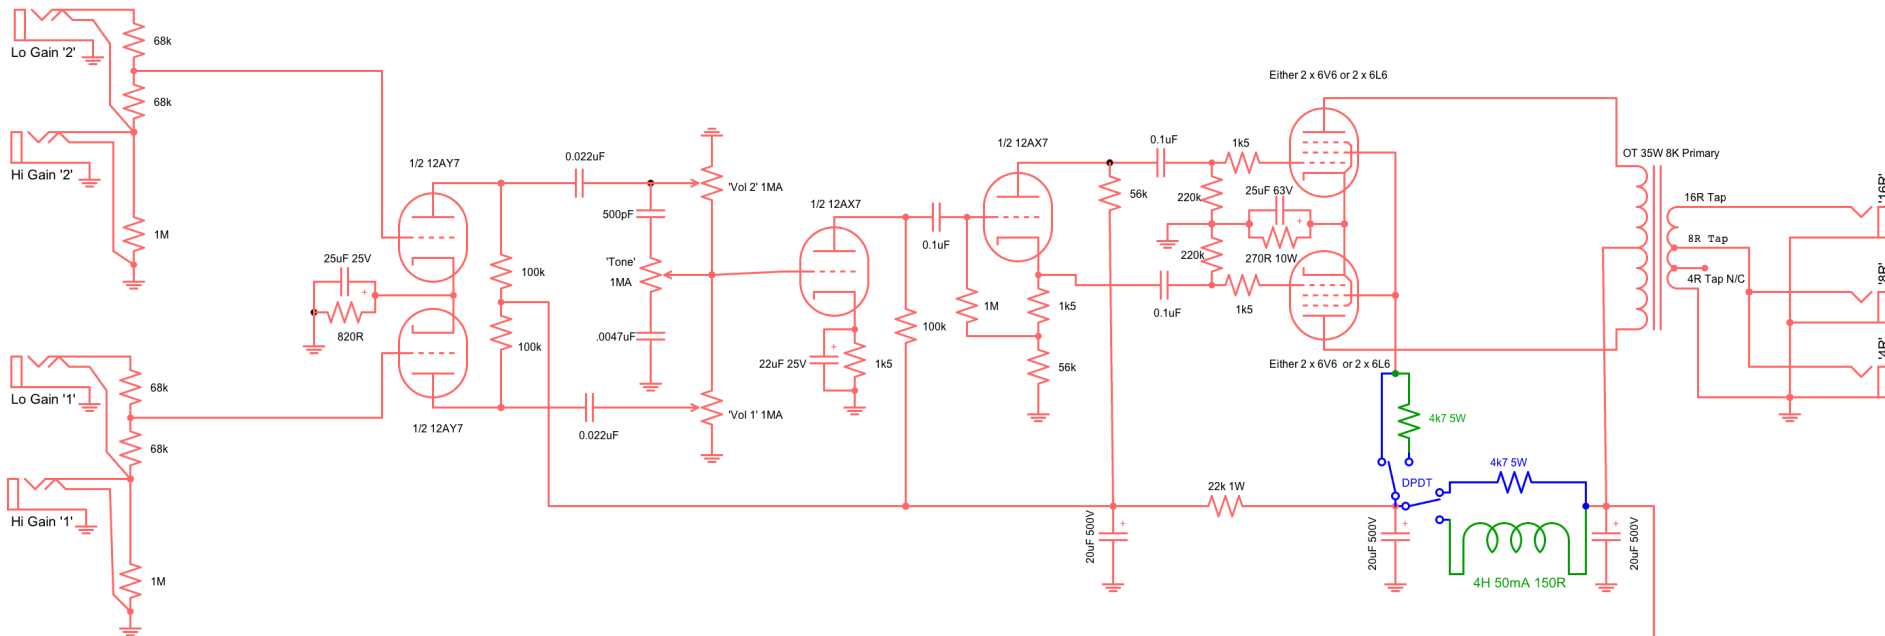 Lo Gain '2'
68k
68k
Hi Gain '2'
1M
Lo Gain '1'
68k
68k
Hi Gain '1'
1M
25uF 25V
+
820R
1/2 12AY7
1/2 12AY7
0.022uF
100k
100k
0.022uF
500pF
'Tone'
1MA
.0047uF
'Vol 2' 1MA
'Vol 1' 1MA
1/2 12AX7
+
22uF 25V
1k5
100k
0.1uF
1M
1/2 12AX7
1k5
56k
56k
0.1uF
0.1uF
1k5
220k
25uF 63V
+
220k
270R 10W
1k5
Either 2 x 6V6 or 2 x 6L6
Either 2 x 6V6 or 2 x 6L6
OT 35W 8K Primary
16R Tap
8R Tap
4R Tap N/C
'16R'
'8R'
'4R'
4k7 5W
DPDT
4k7 5W
22k 1W
20uF 500V
+
20uF 500V
+
20uF 500V
+
4H 50mA 150R